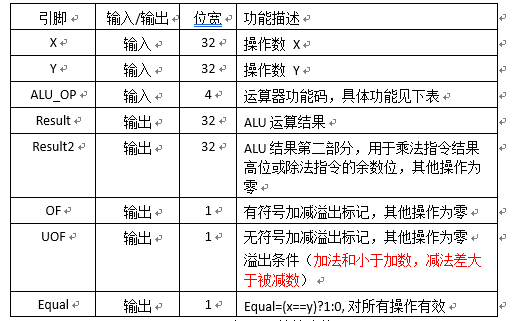 引脚 输入/输出 位宽 功能描述
X 输入 32 操作数 X
Y 输入 32 操作数 Y
ALU_OP 输入 4 运算器功能码，具体功能见下表
Result 输出 32 ALU 运算结果
Result2 输出 32 ALU 结果第二部分，用于乘法指令结果
高位或除法指令的余数位，其他操作为
零
OF 输出 1 有符号加减溢出标记，其他操作为零
UOF 输出 1 无符号加减溢出标记，其他操作为零
溢出条件（加法和小于加数，减法差大
于被减数）
Equal 输出 1 Equal=(x==y)?1:0, 对所有操作有效